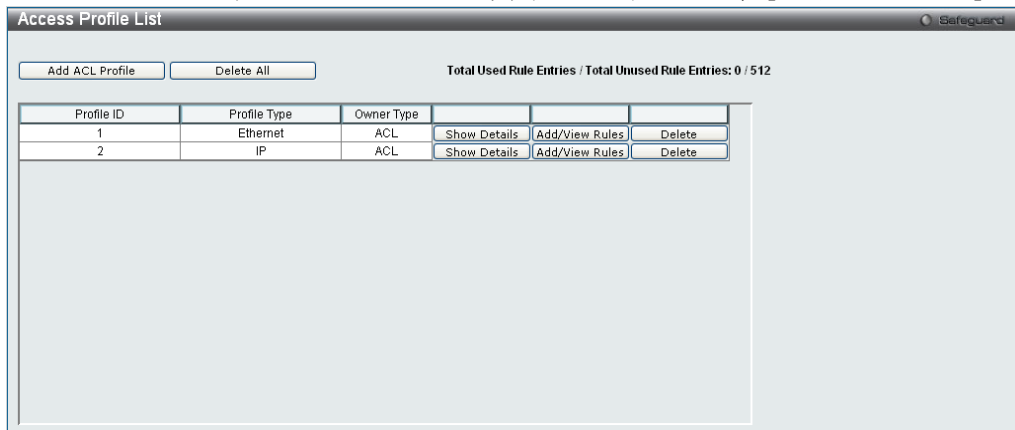 Access Profile List
Safeguard
Add ACL Profile Delete All Total Used Rule Entries / Total Unused Rule Entries: 0 / 512
Profile ID Profile Type Owner Type
1 Ethernet ACL Show Details Add/View Rules Delete
2 IP ACL Show Details Add/View Rules Delete